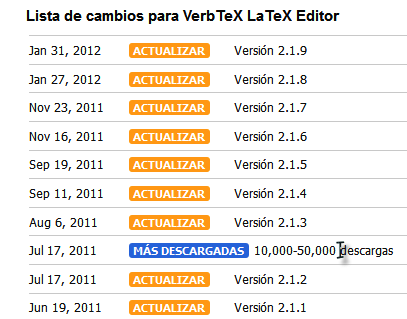 Lista de cambios para VerbTeX LaTeX Editor
Jan 31, 2012 ACTUALIZAR Versión 2.1.9
Jan 27, 2012 ACTUALIZAR Versión 2.1.8
Nov 23, 2011 ACTUALIZAR Versión 2.1.7
Nov 16, 2011 ACTUALIZAR Versión 2.1.6
Sep 19, 2011 ACTUALIZAR Versión 2.1.5
Sep 11, 2011 ACTUALIZAR Versión 2.1.4
Aug 6, 2011 ACTUALIZAR Versión 2.1.3
Jul 17, 2011 MÁS DESCARGADAS 10,000-50,000 descargas
Jul 17, 2011 ACTUALIZAR Versión 2.1.2
Jun 19, 2011 ACTUALIZAR Versión 2.1.1